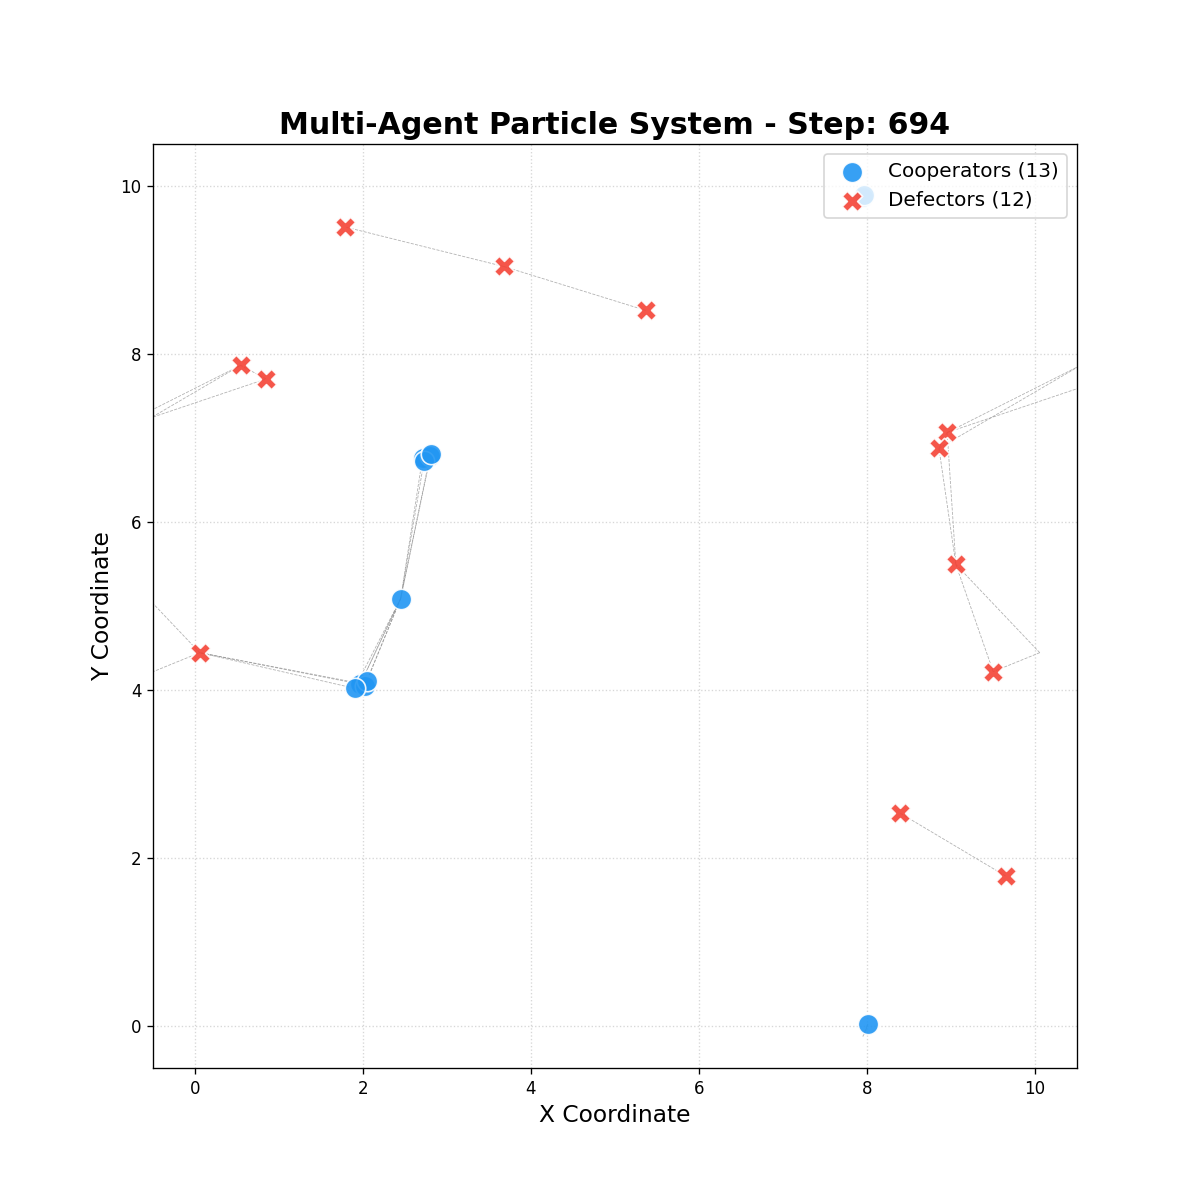 Multi-Agent Particle System - Step: 694
Cooperators (13)
Defectors (12)
10
8
6
4
2
0
Y Coordinate
0 2 4 6 8 10
X Coordinate